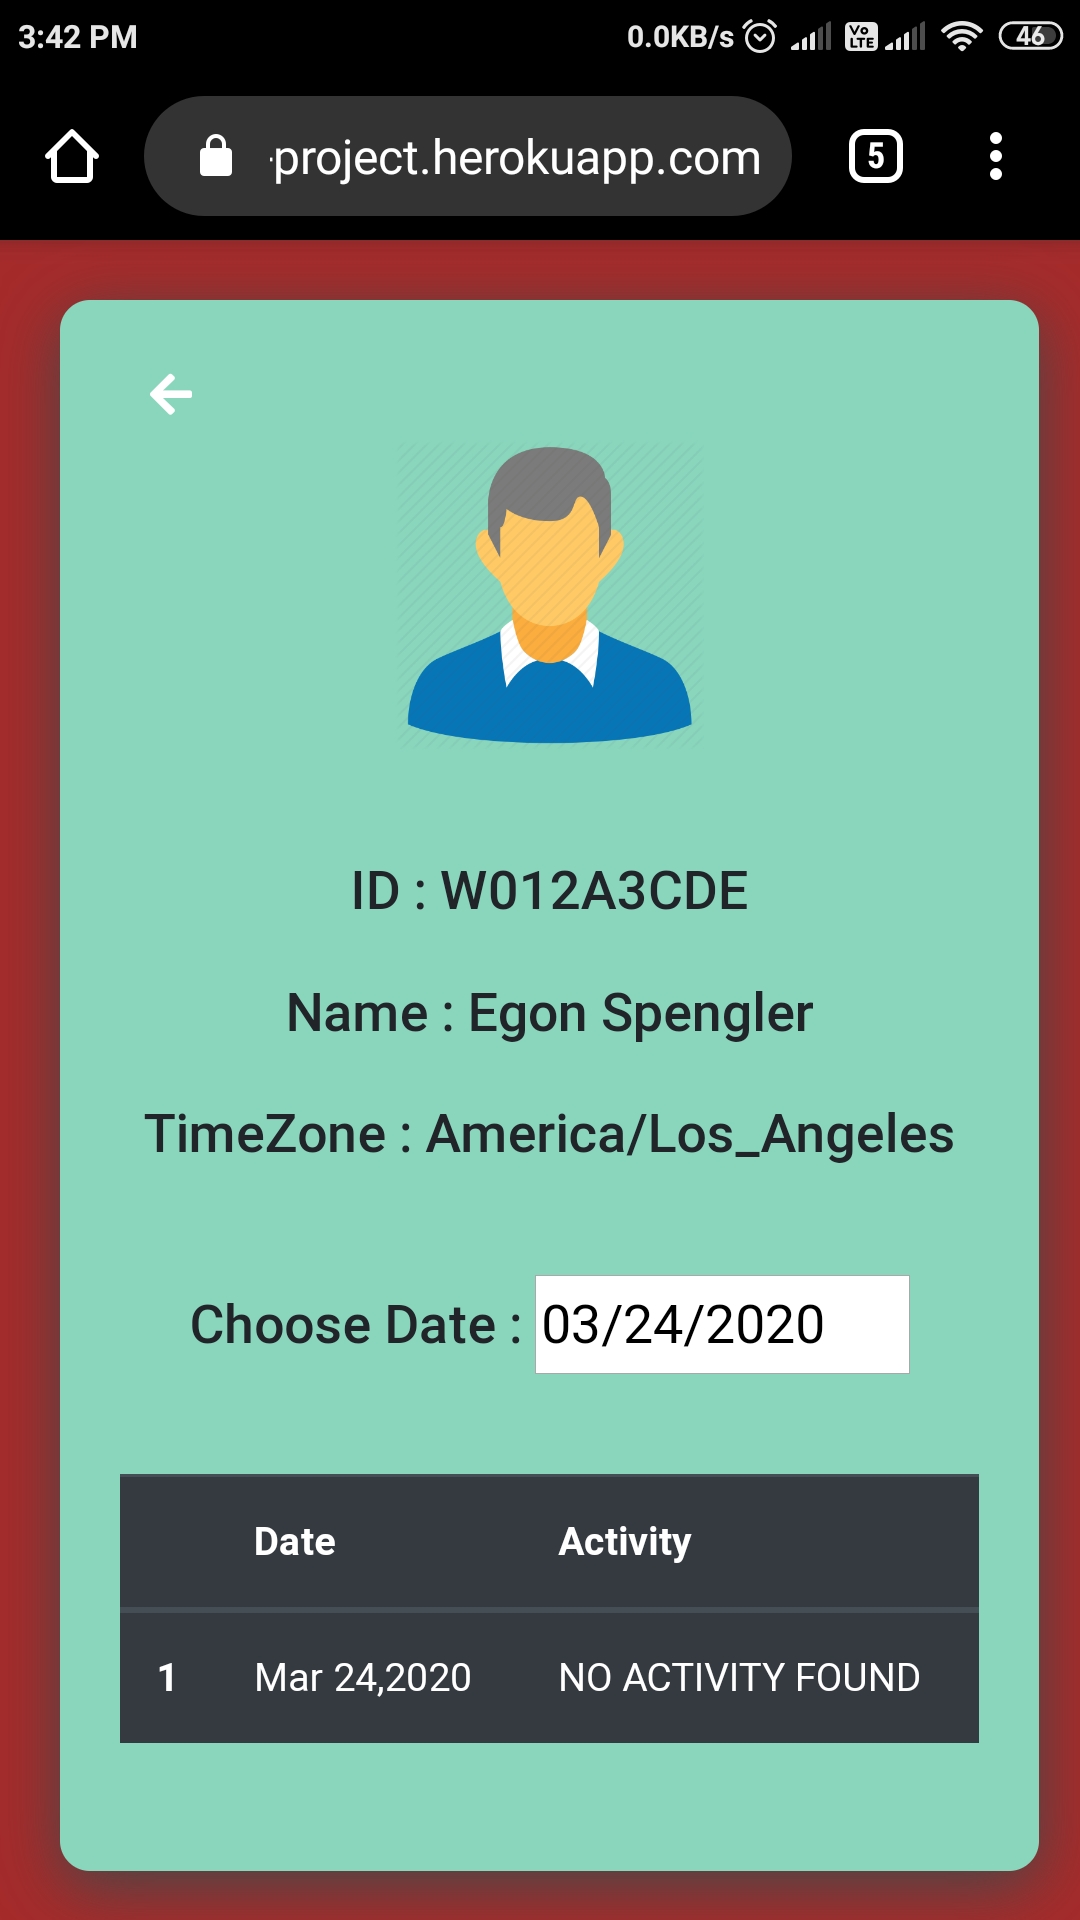 3:42 PM 0.0KB/s Vo LTE 46
-project.herokuapp.com 5
ID : W012A3CDE
Name : Egon Spengler
TimeZone : America/Los_Angeles
Choose Date : 03/24/2020
Date Activity
1 Mar 24,2020 NO ACTIVITY FOUND